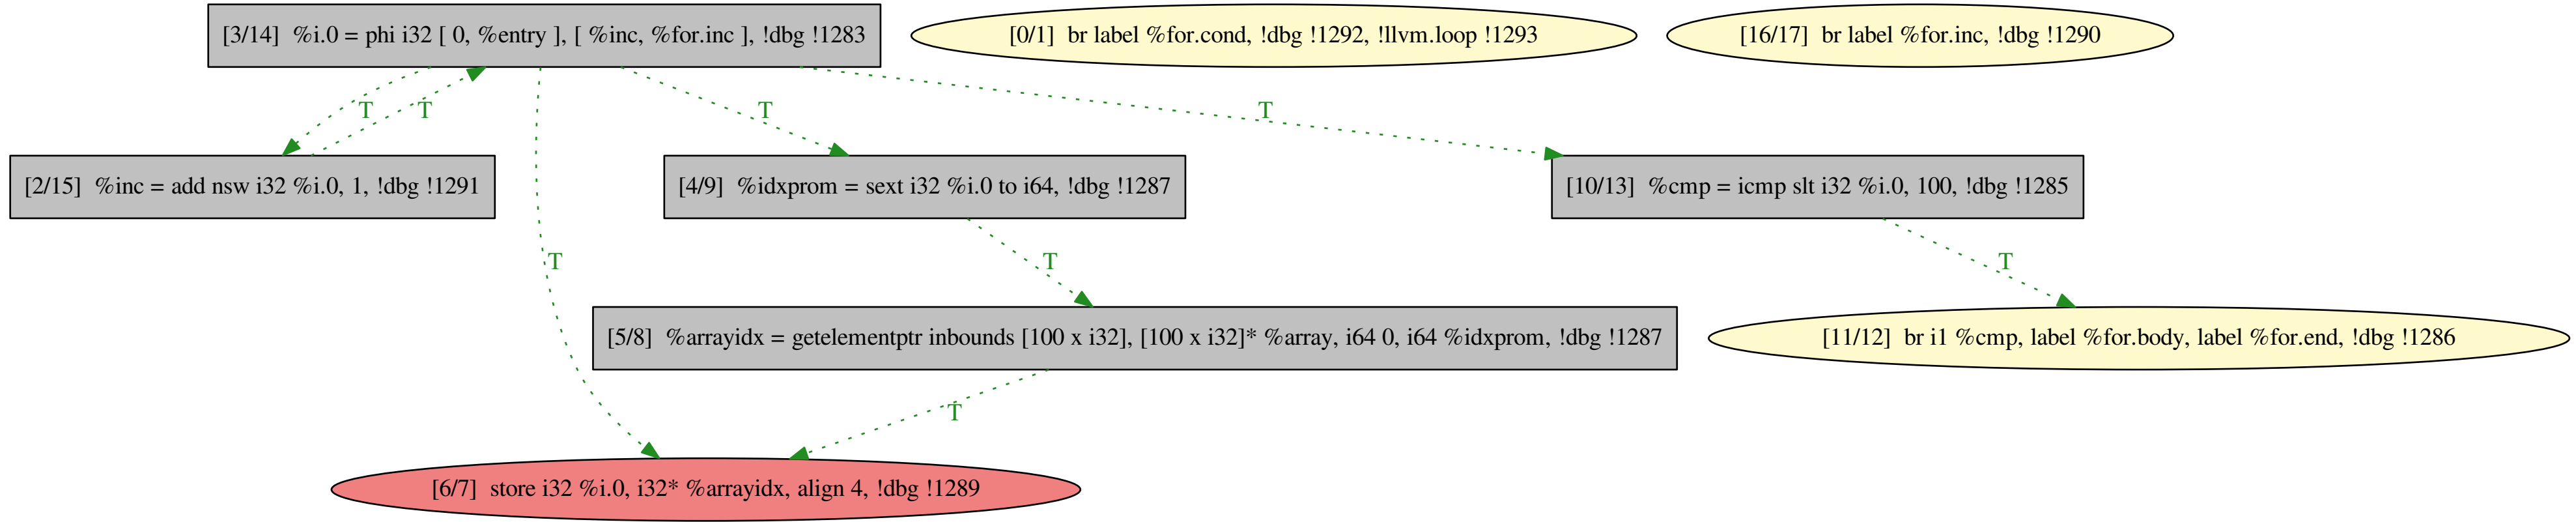 [3/14]  %i.0 = phi i32 [ 0, %entry ], [ %inc, %for.inc ], !dbg !1283
[0/1]  br label %for.cond, !dbg !1292, !llvm.loop !1293
[16/17]  br label %for.inc, !dbg !1290
T
T
T
T
[2/15]  %inc = add nsw i32 %i.0, 1, !dbg !1291
[4/9]  %idxprom = sext i32 %i.0 to i64, !dbg !1287
[10/13]  %cmp = icmp slt i32 %i.0, 100, !dbg !1285
T
T
T
[5/8]  %arrayidx = getelementptr inbounds [100 x i32], [100 x i32]* %array, i64 0, i64 %idxprom, !dbg !1287
[11/12]  br i1 %cmp, label %for.body, label %for.end, !dbg !1286
T
[6/7]  store i32 %i.0, i32* %arrayidx, align 4, !dbg !1289